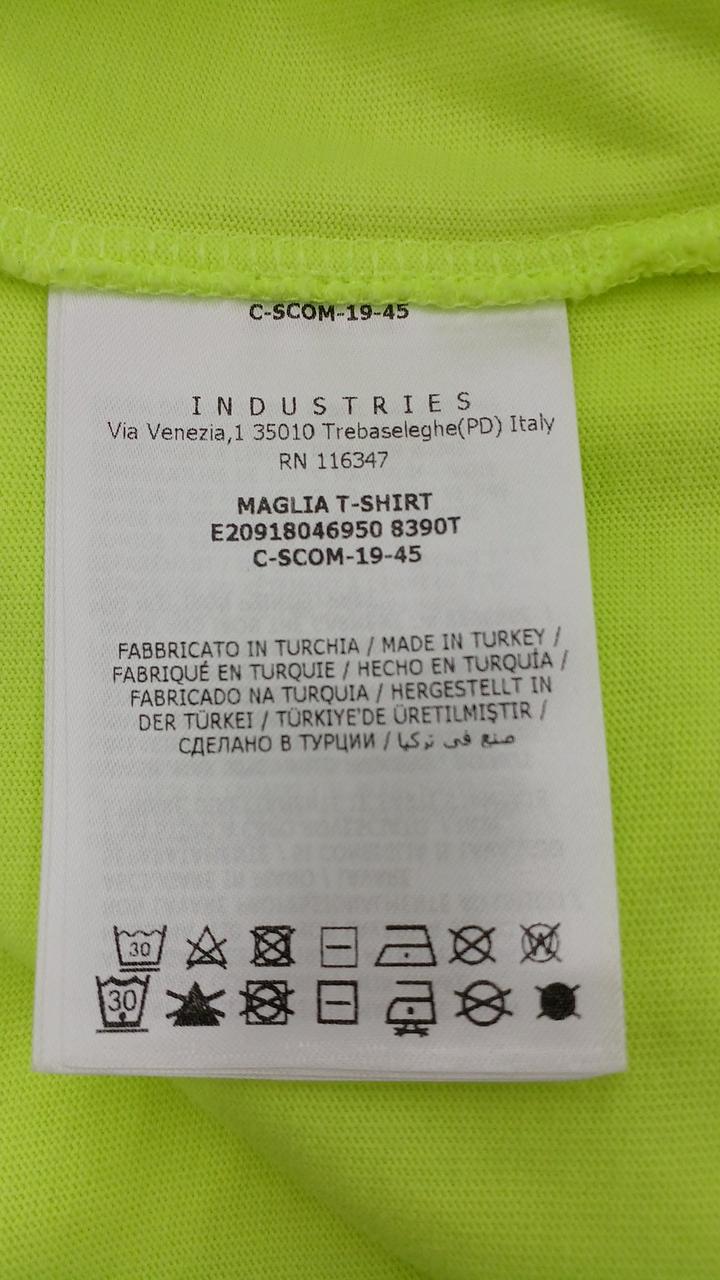 C-SCOM-19-45
INDUSTRIES
Via Venezia,1 35010 Trebaseleghe(PD) Italy
RN 116347
MAGLIA T-SHIRT
E20918046950 8390T
C-SCOM-19-45
FABBRICATO IN TURCHIA / MADE IN TURKEY /
FABRIQUÉ EN TURQUIE / HECHO EN TURQUÍA /
FABRICADO NA TURQUIA / HERGESTELLT IN
DER TÜRKEI / TÜRKIYE'DE ÜRETILMIŞTIR /
СДЕЛАНО В ТУРЦИИ / صنع فى تركيا
30 W
30